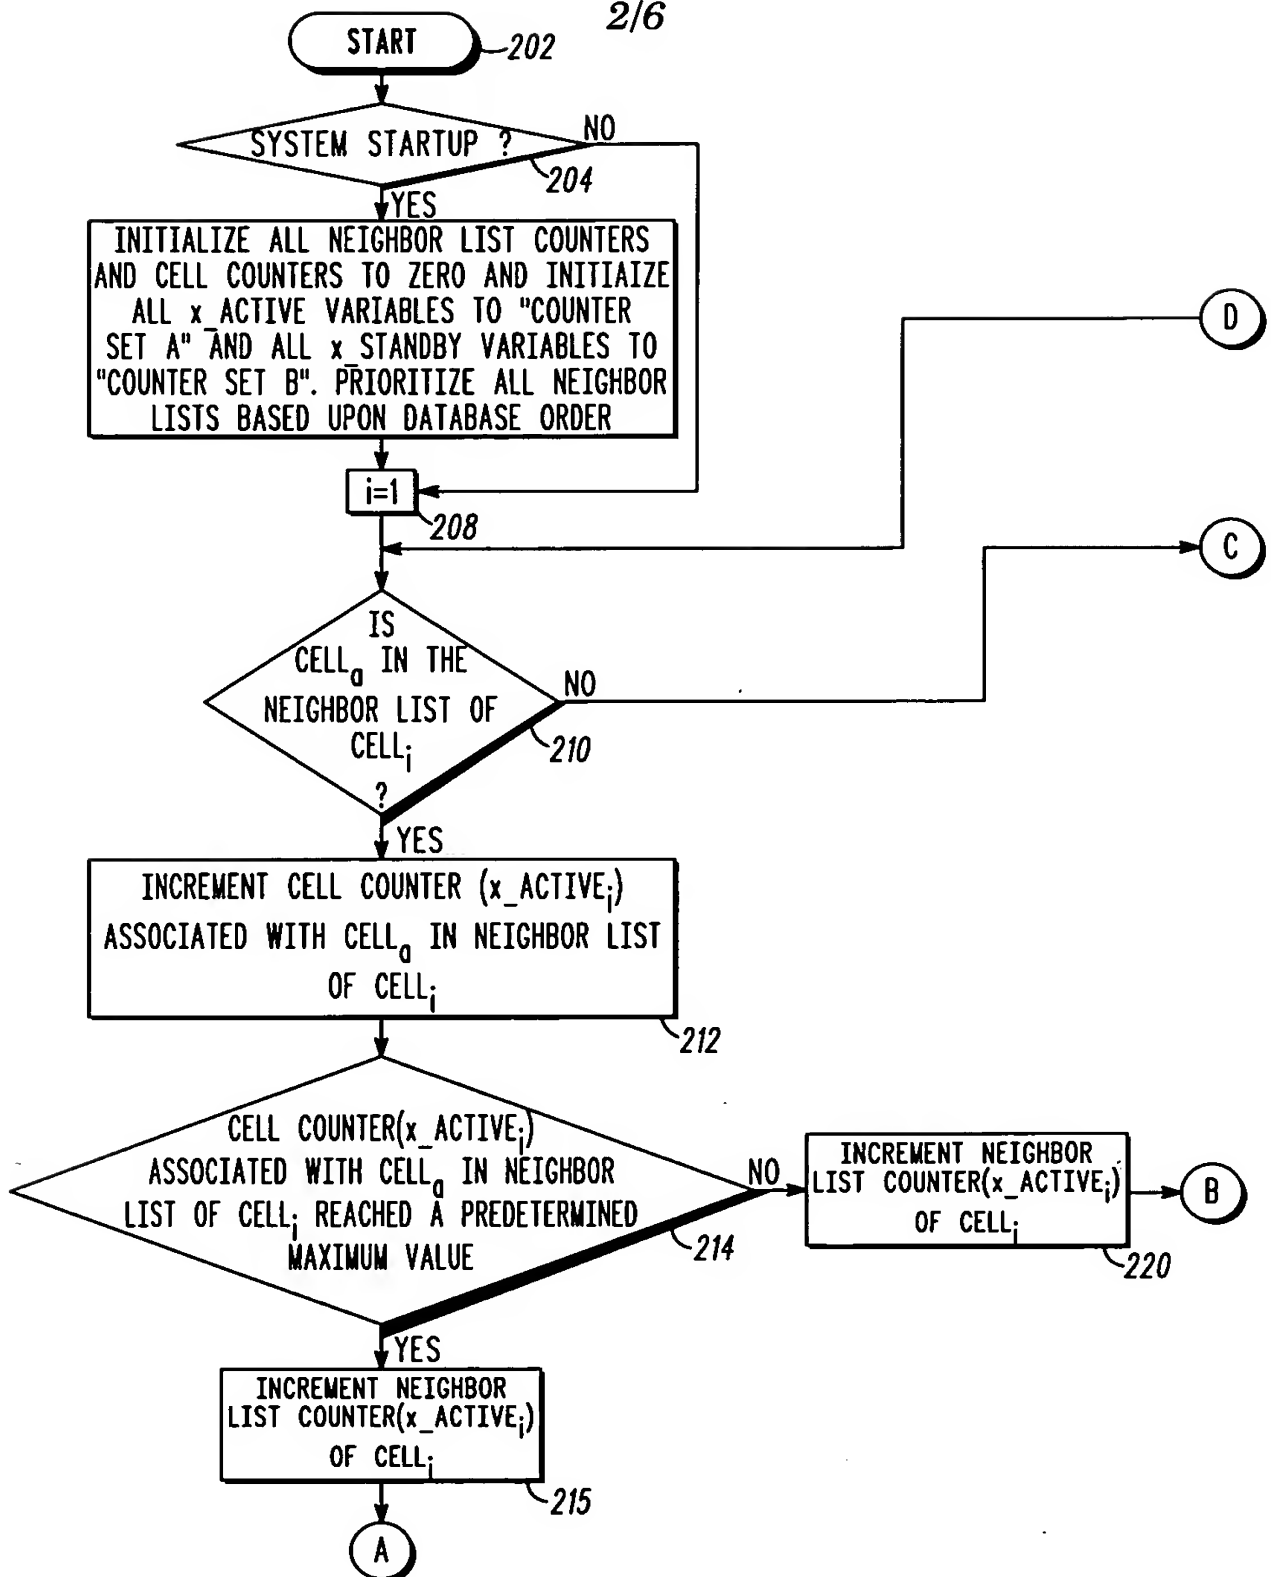 2/6
START
202
SYSTEM STARTUP ?
NO
204
YES
INITIALIZE ALL NEIGHBOR LIST COUNTERS
AND CELL COUNTERS TO ZERO AND INITIAIZE
ALL x_ACTIVE VARIABLES TO "COUNTER
SET A" AND ALL x_STANDBY VARIABLES TO
"COUNTER SET B". PRIORITIZE ALL NEIGHBOR
LISTS BASED UPON DATABASE ORDER
D
i=1
208
C
IS
CELLa IN THE
NEIGHBOR LIST OF
CELLi
?
NO
210
YES
INCREMENT CELL COUNTER (x_ACTIVEi)
ASSOCIATED WITH CELLa IN NEIGHBOR LIST
OF CELLi
212
CELL COUNTER(x_ACTIVEi)
ASSOCIATED WITH CELLa IN NEIGHBOR
LIST OF CELLi REACHED A PREDETERMINED
MAXIMUM VALUE
NO
214
INCREMENT NEIGHBOR
LIST COUNTER(x_ACTIVEi)
OF CELLi
220
B
YES
INCREMENT NEIGHBOR
LIST COUNTER(x_ACTIVEi)
OF CELLi
215
A